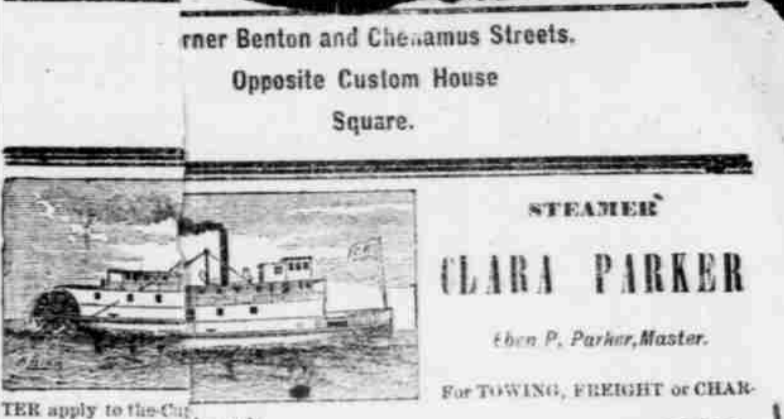 rner Benton and Chenamus Streets.
Opposite Custom House
Square.
STEAMER
CLARA PARKER
Eben P. Parker, Master.
For TOWING, FREIGHT or CHAR-
TER apply to the